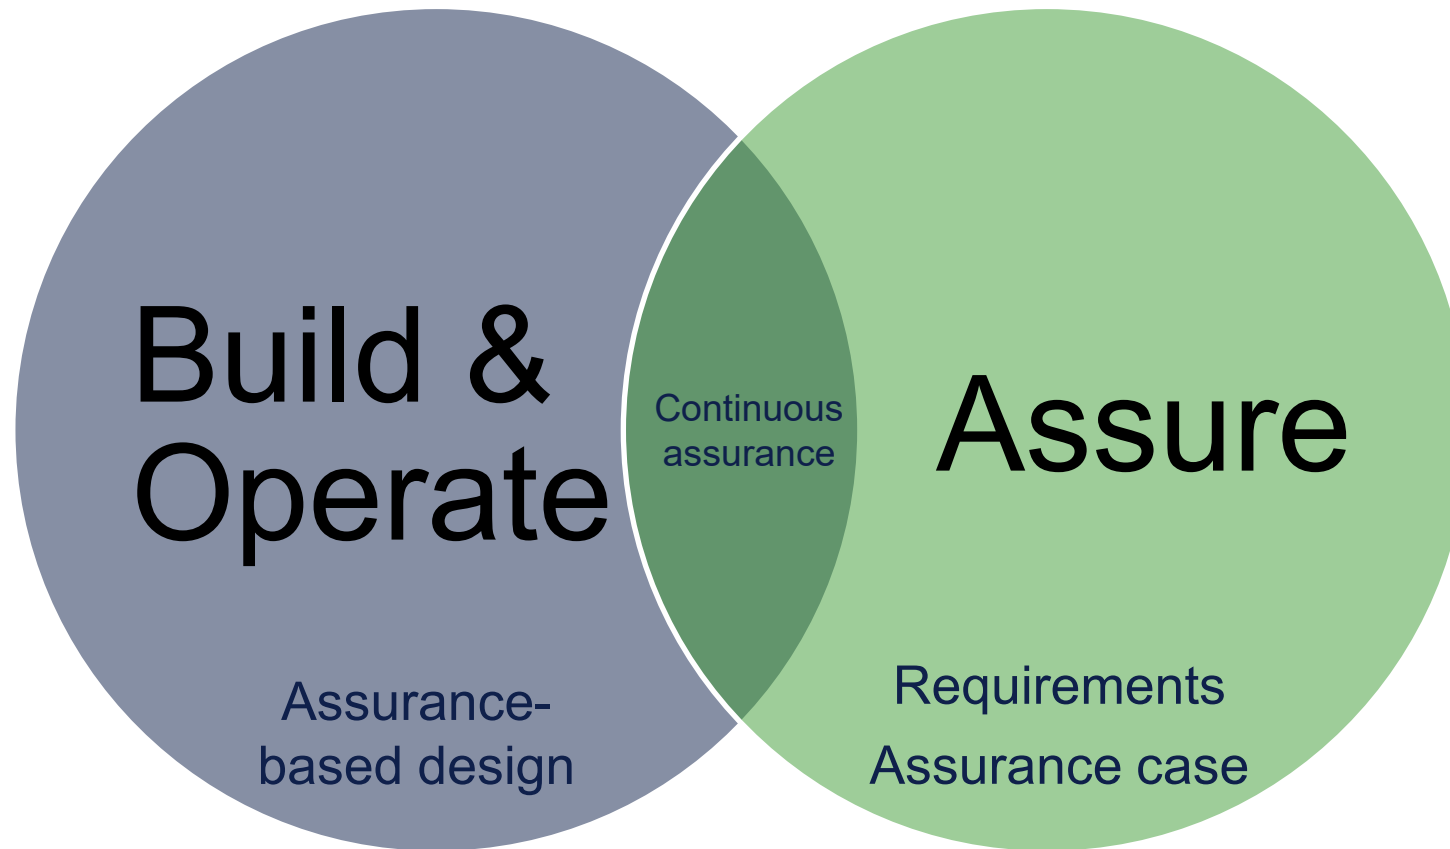 Build &
Operate
Continuous
assurance
Assure
Assurance-
based design
Requirements
Assurance case